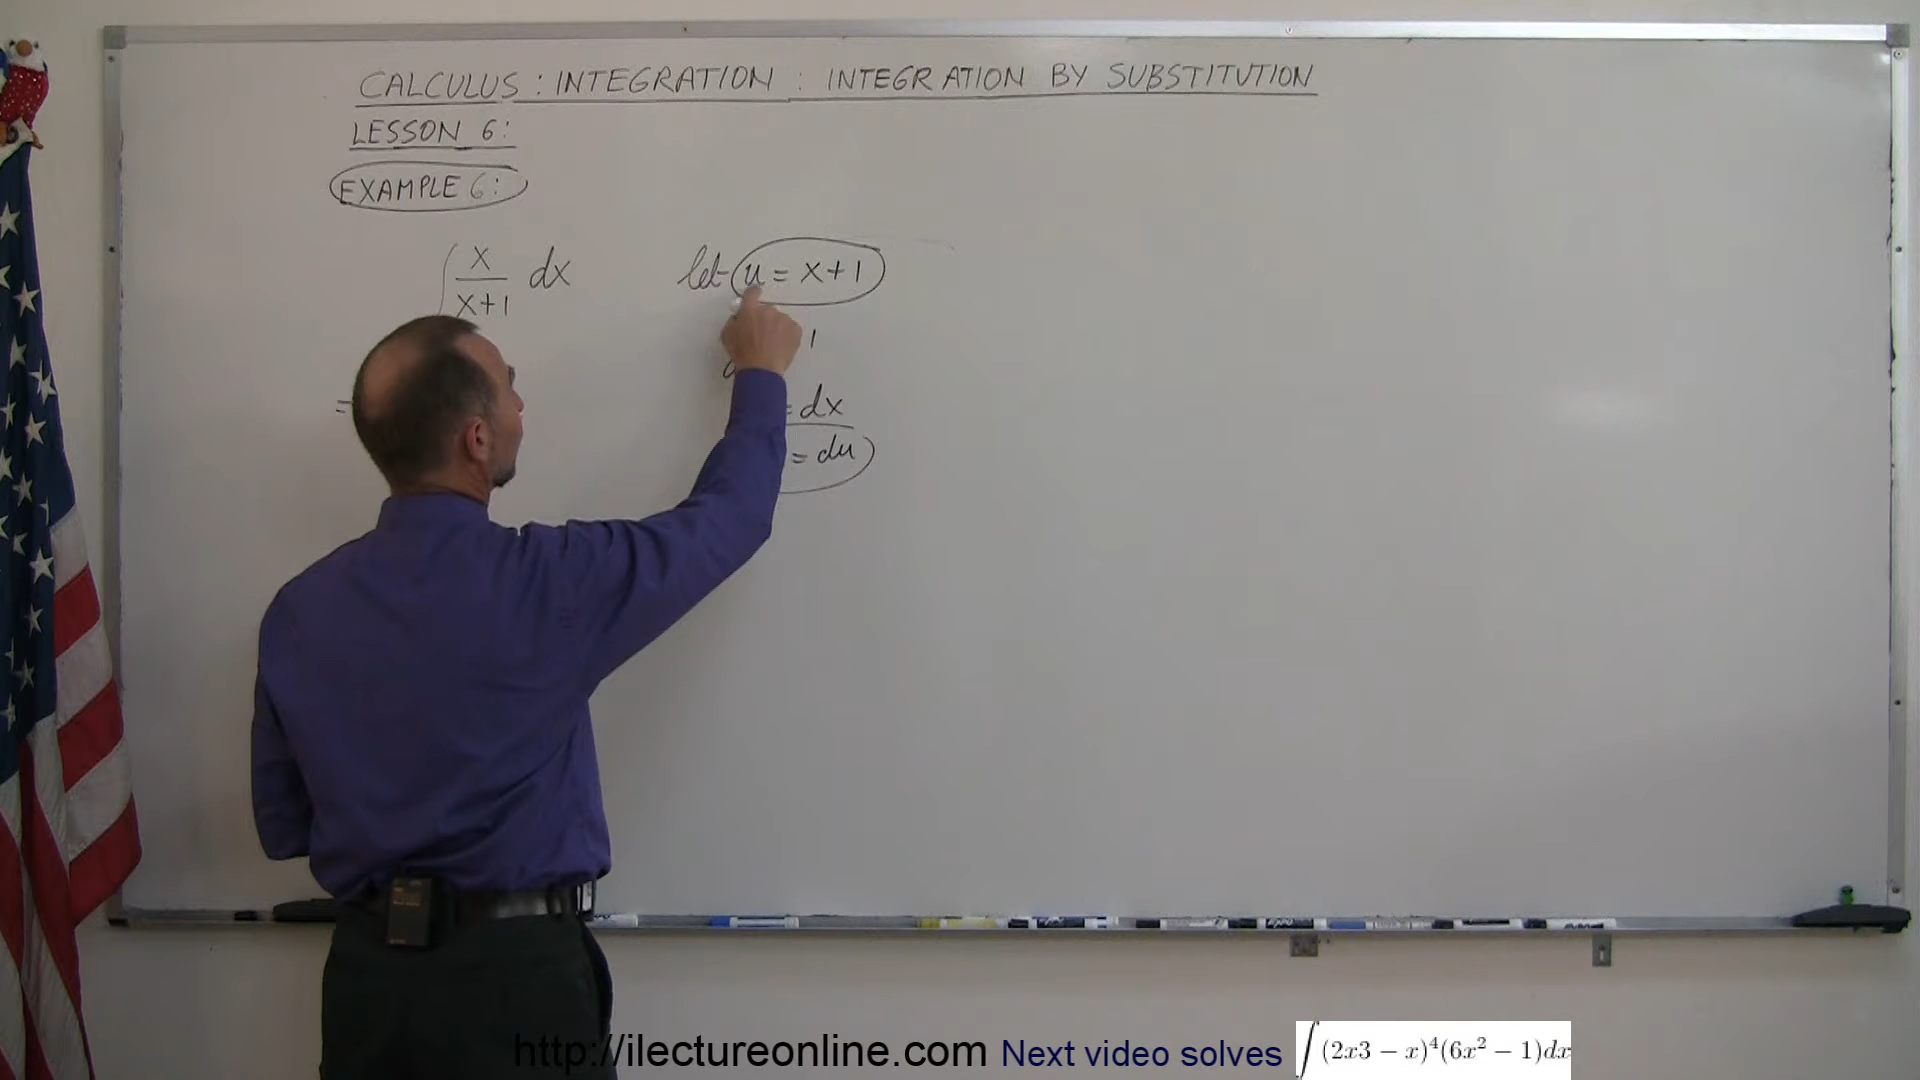 CALCULUS : INTEGRATION : INTEGRATION BY SUBSTITUTION
LESSON 6:
EXAMPLE 6:
∫ x/(x+1) dx
let u = x+1
1
= dx
= du
=
http://ilectureonline.com Next video solves ∫(2x3 − x)⁴(6x² − 1)dx